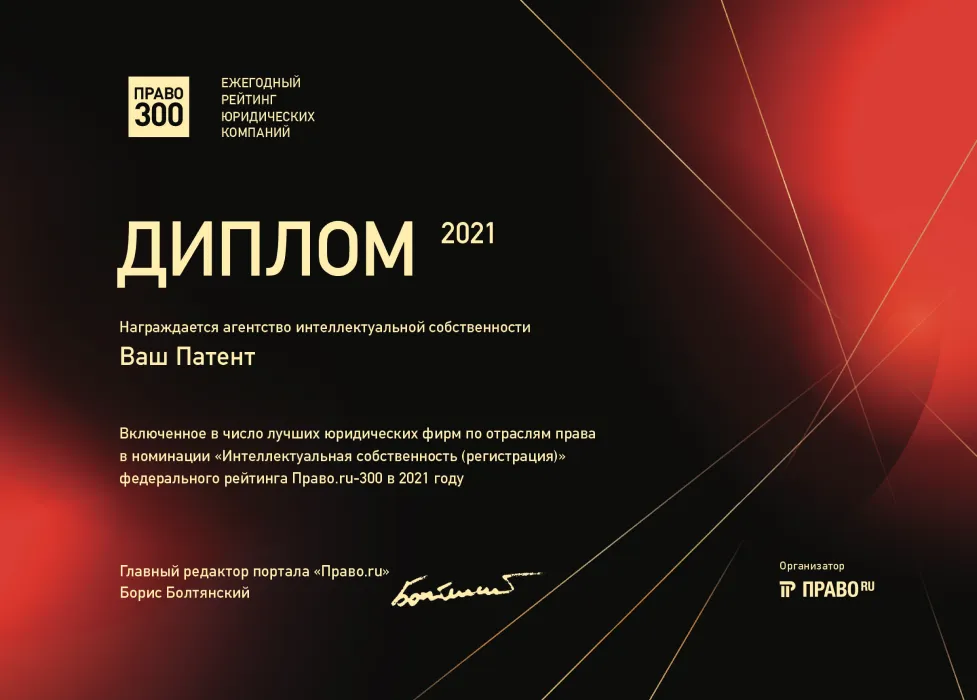 ПРАВО
300
ЕЖЕГОДНЫЙ
РЕЙТИНГ
ЮРИДИЧЕСКИХ
КОМПАНИЙ
ДИПЛОМ 2021
Награждается агентство интеллектуальной собственности
Ваш Патент
Включенное в число лучших юридических фирм по отраслям права
в номинации «Интеллектуальная собственность (регистрация)»
федерального рейтинга Право.ru-300 в 2021 году
Главный редактор портала «Право.ru»
Борис Болтянский
Организатор
ПРАВО RU